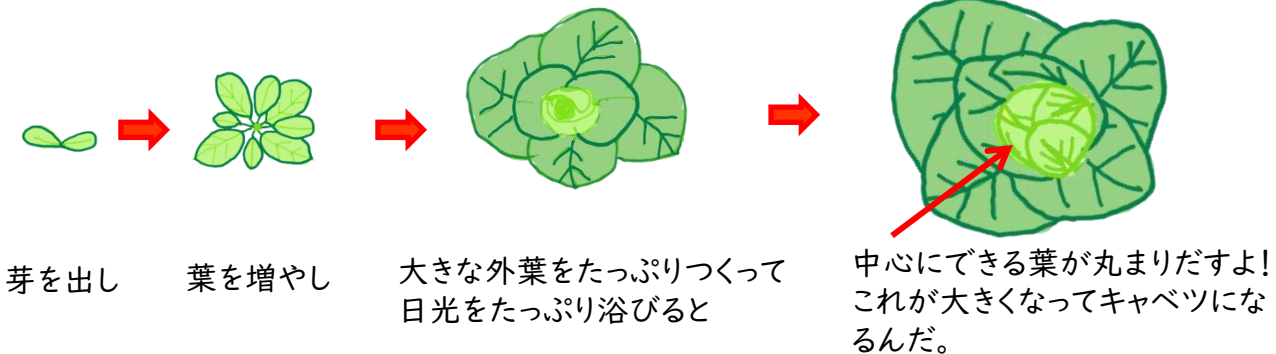 芽を出し
葉を増やし
大きな外葉をたっぷりつくって
日光をたっぷり浴びると
中心にできる葉が丸まりだすよ!
これが大きくなってキャベツにな
るんだ。